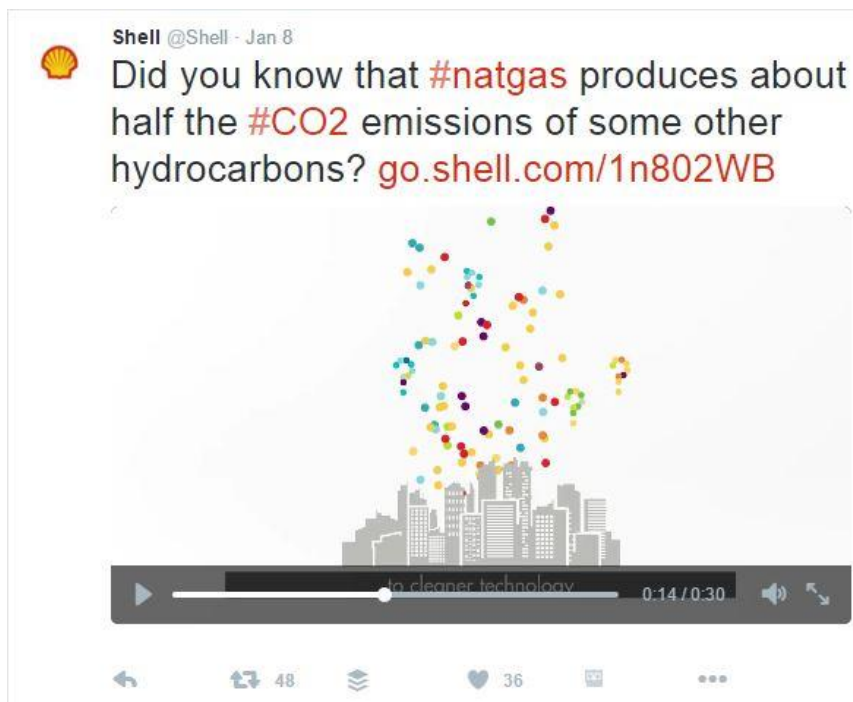 Shell @Shell · Jan 8
Did you know that #natgas produces about
half the #CO2 emissions of some other
hydrocarbons? go.shell.com/1n802WB
to cleaner technology
0:14 / 0:30
48
36